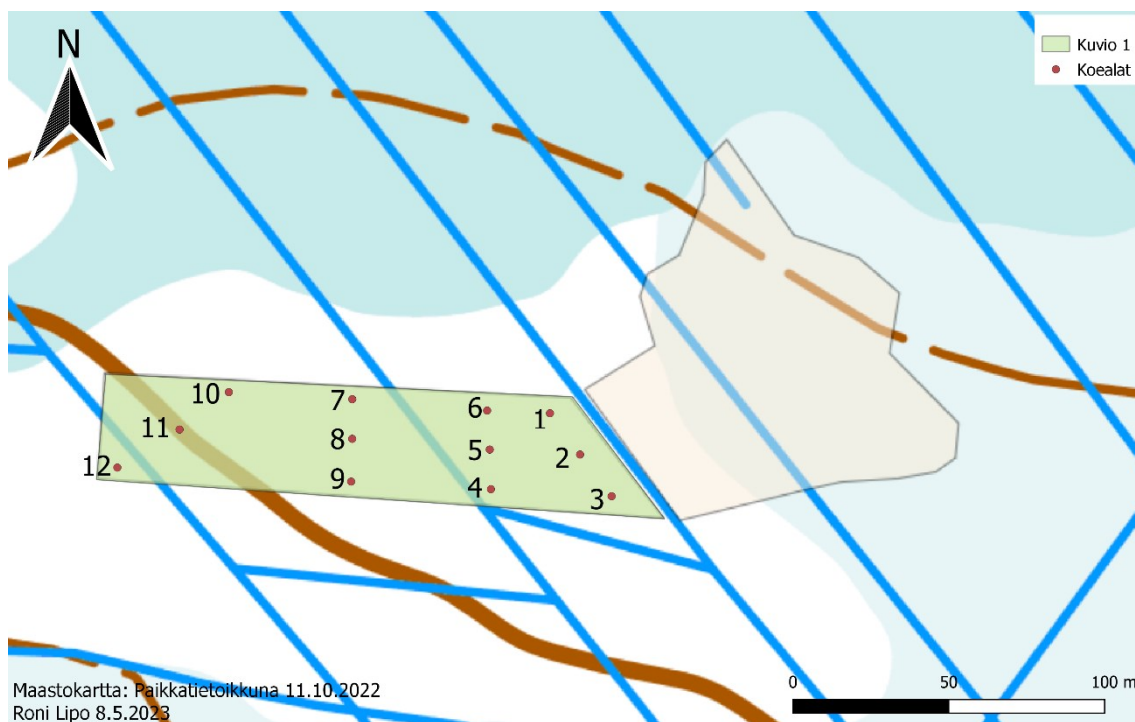 N
Kuvio 1
Koealat
10
7
6
1
11
8
5
2
12
9
4
3
Maastokartta: Paikkatietoikkuna 11.10.2022
Roni Lipo 8.5.2023
0 50 100 m